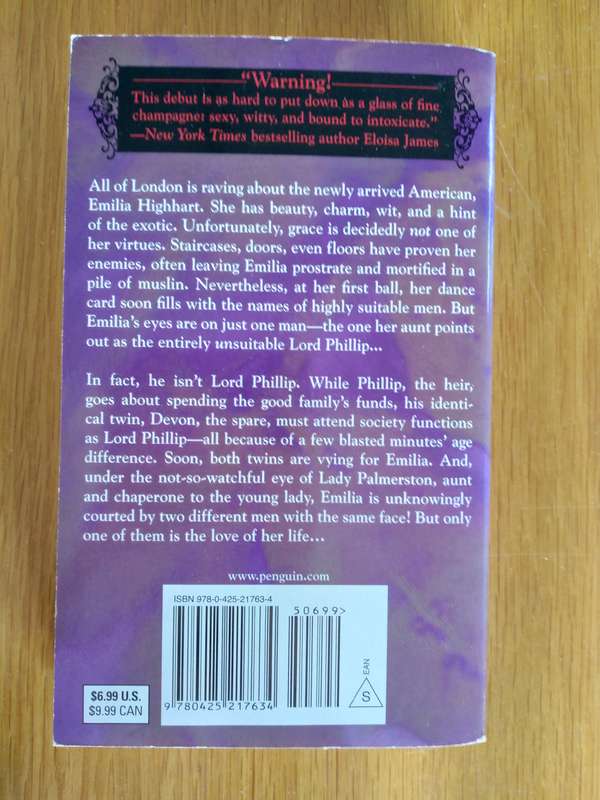 “Warning!
This debut is as hard to put down as a glass of fine
champagne: sexy, witty, and bound to intoxicate.”
—New York Times bestselling author Eloisa James
All of London is raving about the newly arrived American,
Emilia Highhart. She has beauty, charm, wit, and a hint
of the exotic. Unfortunately, grace is decidedly not one of
her virtues. Staircases, doors, even floors have proven her
enemies, often leaving Emilia prostrate and mortified in a
pile of muslin. Nevertheless, at her first ball, her dance
card soon fills with the names of highly suitable men. But
Emilia’s eyes are on just one man—the one her aunt points
out as the entirely unsuitable Lord Phillip...
In fact, he isn’t Lord Phillip. While Phillip, the heir,
goes about spending the good family’s funds, his identi-
cal twin, Devon, the spare, must attend society functions
as Lord Phillip—all because of a few blasted minutes’ age
difference. Soon, both twins are vying for Emilia. And,
under the not-so-watchful eye of Lady Palmerston, aunt
and chaperone to the young lady, Emilia is unknowingly
courted by two different men with the same face! But only
one of them is the love of her life...
www.penguin.com
ISBN 978-0-425-21763-4
50699>
EAN
S
9 780425 217634
$6.99 U.S.
$9.99 CAN